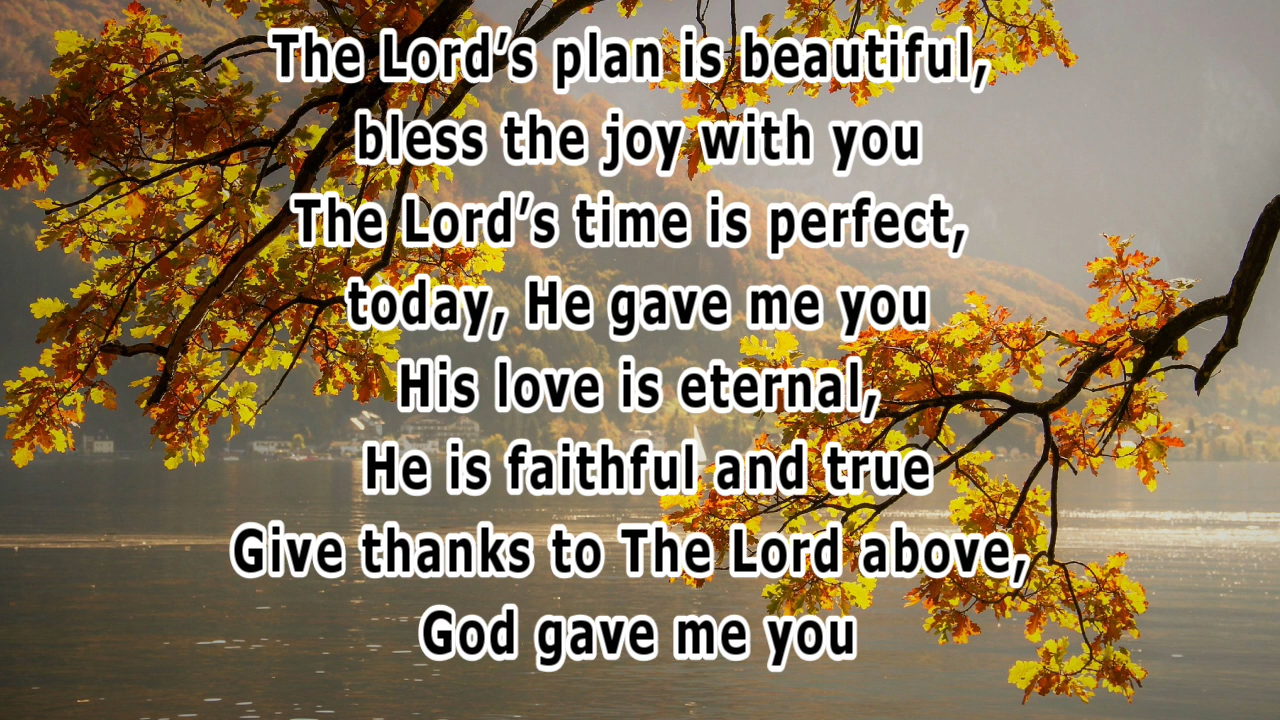 The Lord’s plan is beautiful,
bless the joy with you
The Lord’s time is perfect,
today, He gave me you
His love is eternal,
He is faithful and true
Give thanks to The Lord above,
God gave me you